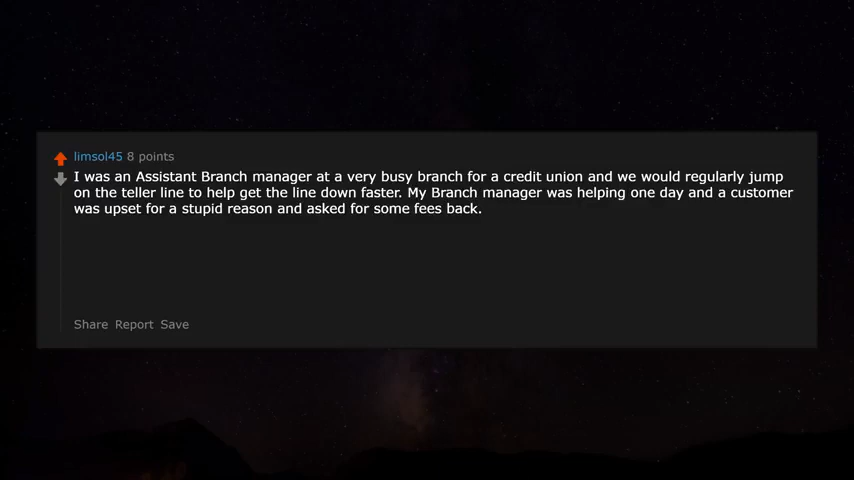 limsol45 8 points
I was an Assistant Branch manager at a very busy branch for a credit union and we would regularly jump
on the teller line to help get the line down faster. My Branch manager was helping one day and a customer
was upset for a stupid reason and asked for some fees back.
Share Report Save